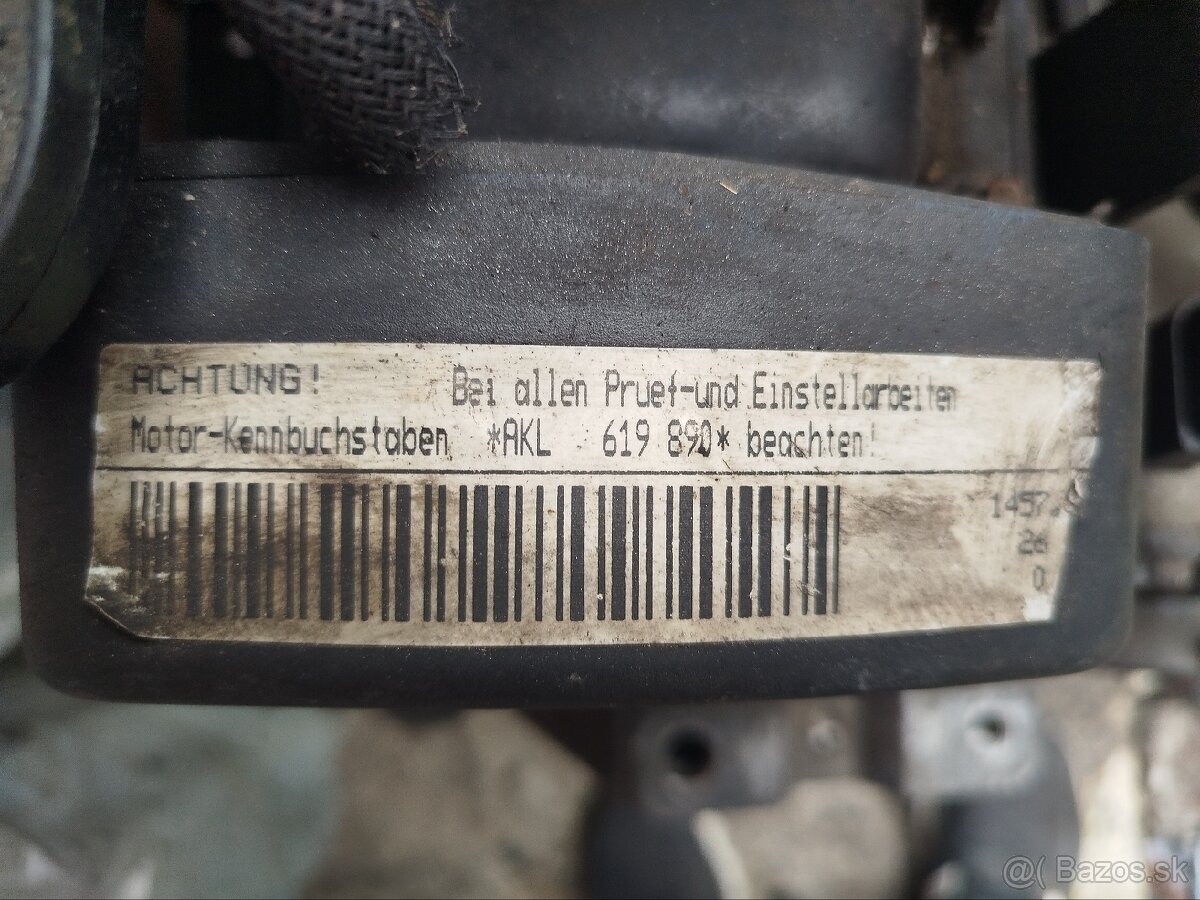 ACHTUNG! Bei allen Pruef-und Einstellarbeiten
Motor-Kennbuchstaben *AKL 619 890* beachten!
1457
26
0
@( Bazos.sk